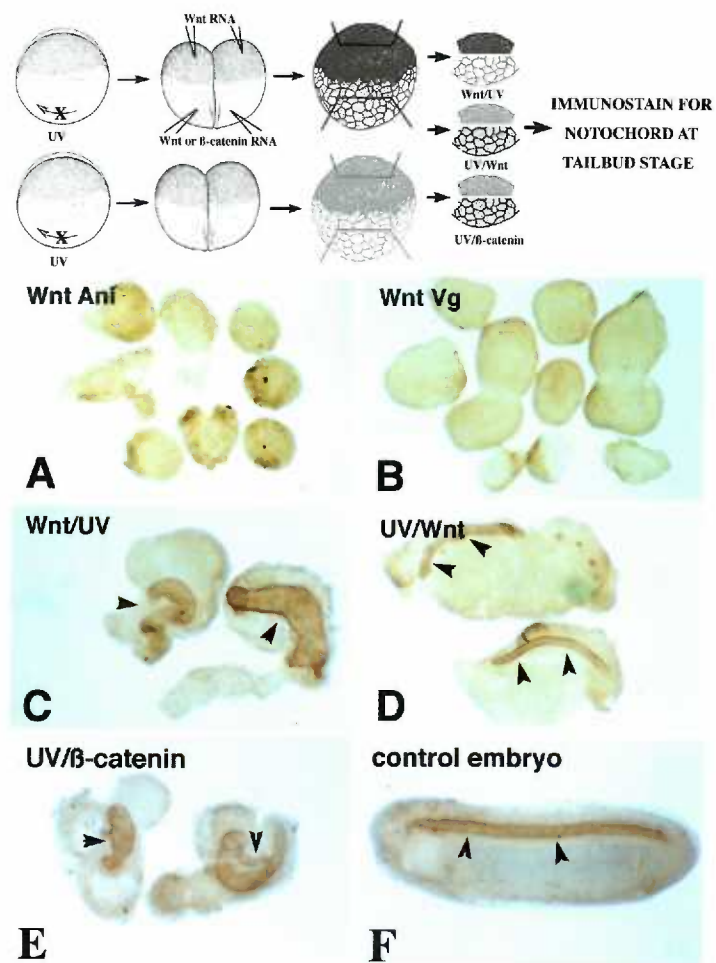 Wnt RNA
X
UV
Wnt or ß-catenin RNA
Wnt/UV
UV/Wnt
IMMUNOSTAIN FOR
NOTOCHORD AT
TAILBUD STAGE
X
UV
UV/ß-catenin
Wnt Ani
A
Wnt Vg
B
Wnt/UV
C
UV/Wnt
D
UV/ß-catenin
E
control embryo
F